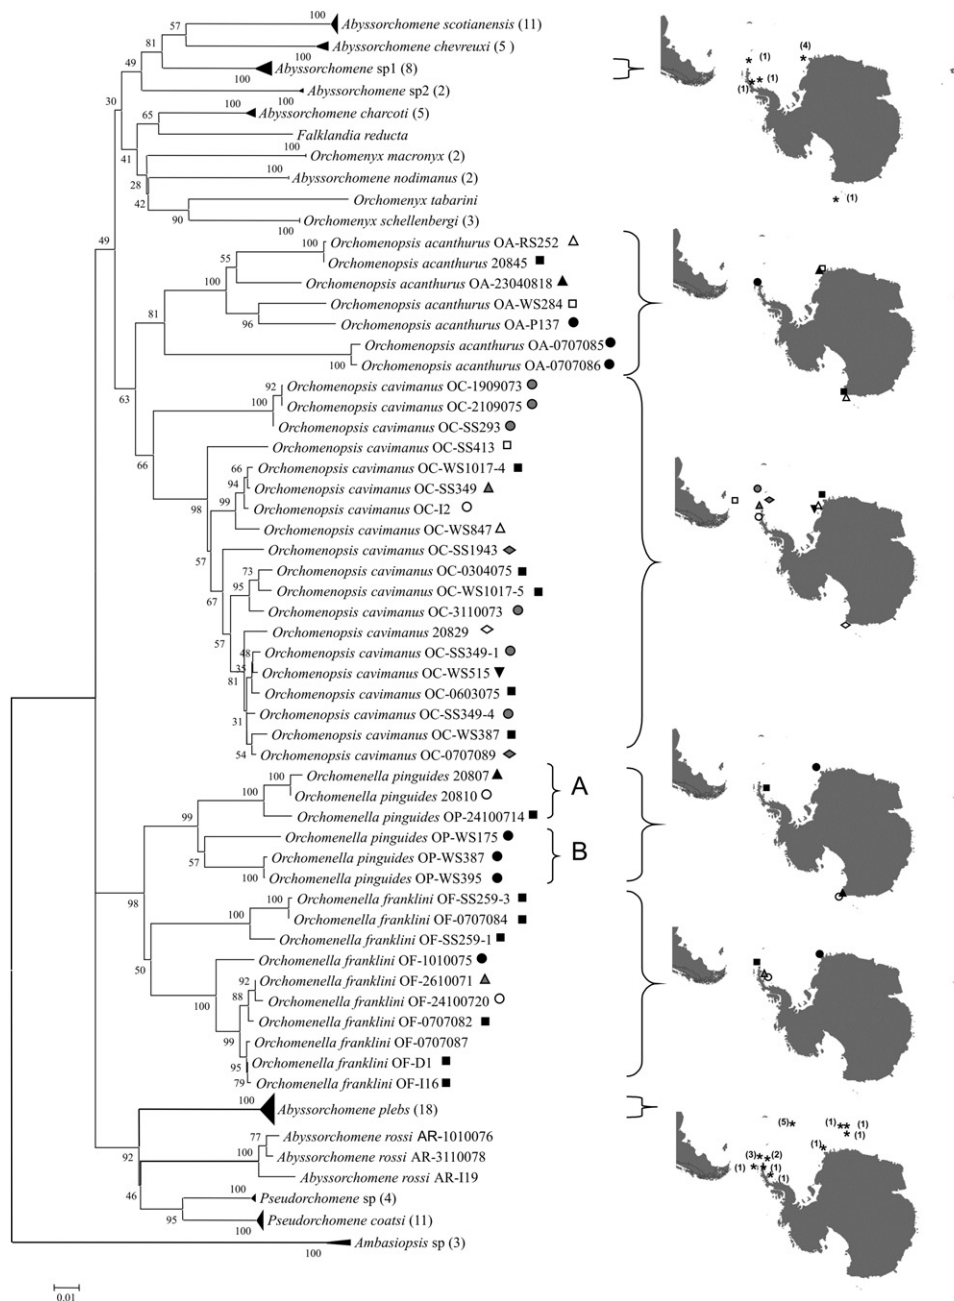 100
Abyssorchomene scotianensis (11)
57
Abyssorchomene chevreuxi (5 )
81
100
49
Abyssorchomene sp1 (8)
100
100
Abyssorchomene sp2 (2)
30
100
Abyssorchomene charcoti (5)
65
Falklandia reducta
41
100
Orchomenyx macronyx (2)
28
100
Abyssorchomene nodimanus (2)
42
Orchomenyx tabarini
90
100
Orchomenyx schellenbergi (3)
49
100
Orchomenopsis acanthurus OA-RS252
55
Orchomenopsis acanthurus 20845
100
Orchomenopsis acanthurus OA-23040818
Orchomenopsis acanthurus OA-WS284
81
96
Orchomenopsis acanthurus OA-P137
Orchomenopsis acanthurus OA-0707085
100
Orchomenopsis acanthurus OA-0707086
63
92
Orchomenopsis cavimanus OC-1909073
100
Orchomenopsis cavimanus OC-2109075
Orchomenopsis cavimanus OC-SS293
66
Orchomenopsis cavimanus OC-SS413
66
Orchomenopsis cavimanus OC-WS1017-4
94
Orchomenopsis cavimanus OC-SS349
98
99
Orchomenopsis cavimanus OC-I2
Orchomenopsis cavimanus OC-WS847
57
Orchomenopsis cavimanus OC-SS1943
73
Orchomenopsis cavimanus OC-0304075
67
95
Orchomenopsis cavimanus OC-WS1017-5
Orchomenopsis cavimanus OC-3110073
57
Orchomenopsis cavimanus 20829
48
Orchomenopsis cavimanus OC-SS349-1
35
Orchomenopsis cavimanus OC-WS515
81
Orchomenopsis cavimanus OC-0603075
Orchomenopsis cavimanus OC-SS349-4
31
Orchomenopsis cavimanus OC-WS387
54
Orchomenopsis cavimanus OC-0707089
100
Orchomenella pinguides 20807
A
100
Orchomenella pinguides 20810
Orchomenella pinguides OP-24100714
99
Orchomenella pinguides OP-WS175
B
57
Orchomenella pinguides OP-WS387
100
Orchomenella pinguides OP-WS395
98
100
Orchomenella franklini OF-SS259-3
100
Orchomenella franklini OF-0707084
Orchomenella franklini OF-SS259-1
50
Orchomenella franklini OF-1010075
92
Orchomenella franklini OF-2610071
88
100
Orchomenella franklini OF-24100720
Orchomenella franklini OF-0707082
99
Orchomenella franklini OF-0707087
95
Orchomenella franklini OF-D1
79
Orchomenella franklini OF-I16
100
Abyssorchomene plebs (18)
77
Abyssorchomene rossi AR-1010076
92
100
Abyssorchomene rossi AR-3110078
Abyssorchomene rossi AR-I19
46
100
Pseudorchomene sp (4)
95
Pseudorchomene coatsi (11)
100
Ambasiopsis sp (3)
100
0.01
(4)
(1)
(1)
(1)
(1)
(5)
(1)
(1)
(1)
(1)
(3)
(2)
(1)
(1)
(1)